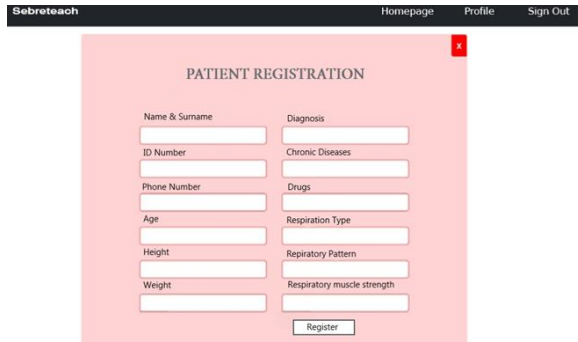 Sebreteach Homepage Profile Sign Out
x
PATIENT REGISTRATION
Name & Surname
ID Number
Phone Number
Age
Height
Weight
Diagnosis
Chronic Diseases
Drugs
Respiration Type
Repiratory Pattern
Respiratory muscle strength
Register